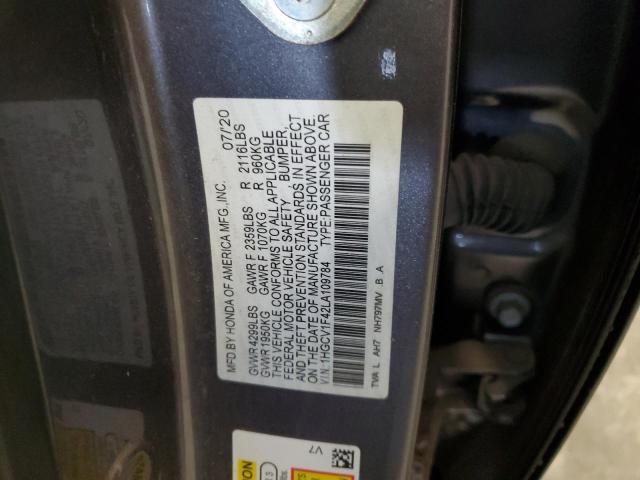 MFD.BY HONDA OF AMERICA MFG.,INC. 07/20
GVWR 4299LBS GAWR F 2359LBS R 2116LBS
GVWR 1950KG GAWR F 1070KG R 960KG
THIS VEHICLE CONFORMS TO ALL APPLICABLE
FEDERAL MOTOR VEHICLE SAFETY , BUMPER,
AND THEFT PREVENTION STANDARDS IN EFFECT
ON THE DATE OF MANUFACTURE SHOWN ABOVE.
V.I.N.:1HGCV1F42LA109784 TYPE:PASSENGER CAR
TVA L AH7 NH797MV B A
V7